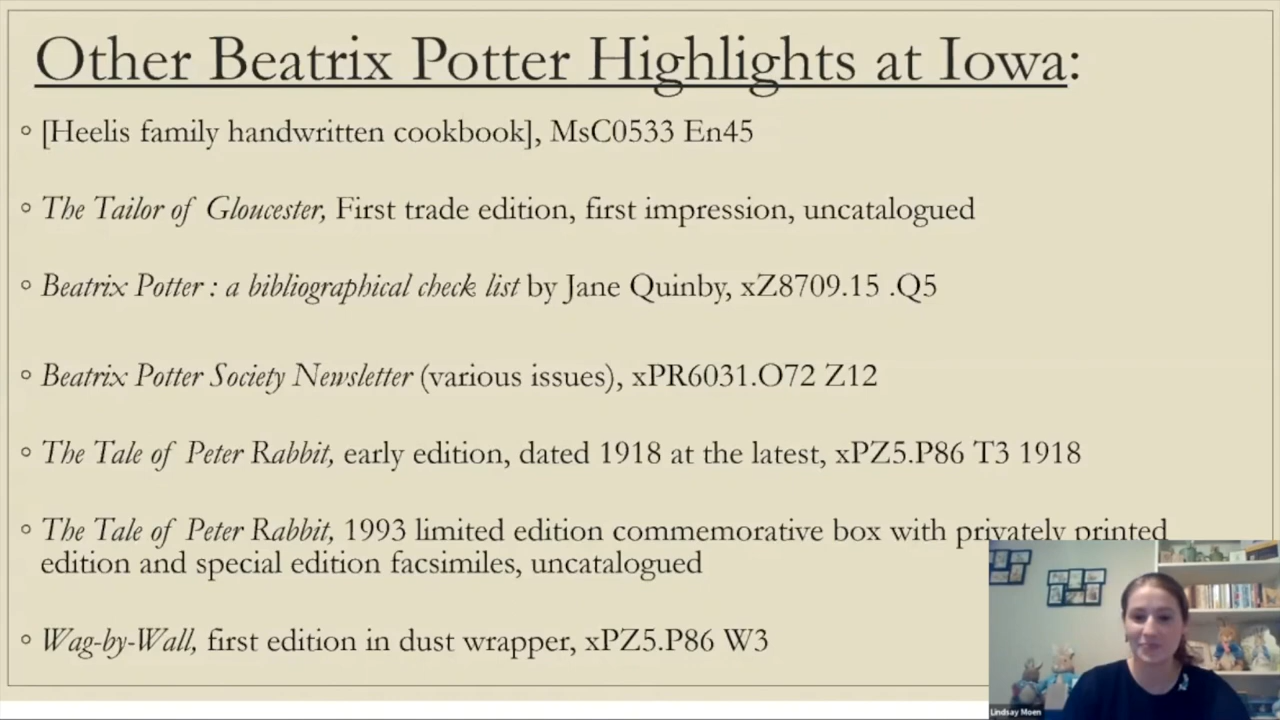 Other Beatrix Potter Highlights at Iowa:
◦ [Heelis family handwritten cookbook], MsC0533 En45
◦ The Tailor of Gloucester, First trade edition, first impression, uncatalogued
◦ Beatrix Potter : a bibliographical check list by Jane Quinby, xZ8709.15 .Q5
◦ Beatrix Potter Society Newsletter (various issues), xPR6031.O72 Z12
◦ The Tale of Peter Rabbit, early edition, dated 1918 at the latest, xPZ5.P86 T3 1918
◦ The Tale of Peter Rabbit, 1993 limited edition commemorative box with privately printed
edition and special edition facsimiles, uncatalogued
◦ Wag-by-Wall, first edition in dust wrapper, xPZ5.P86 W3
Lindsay Moen